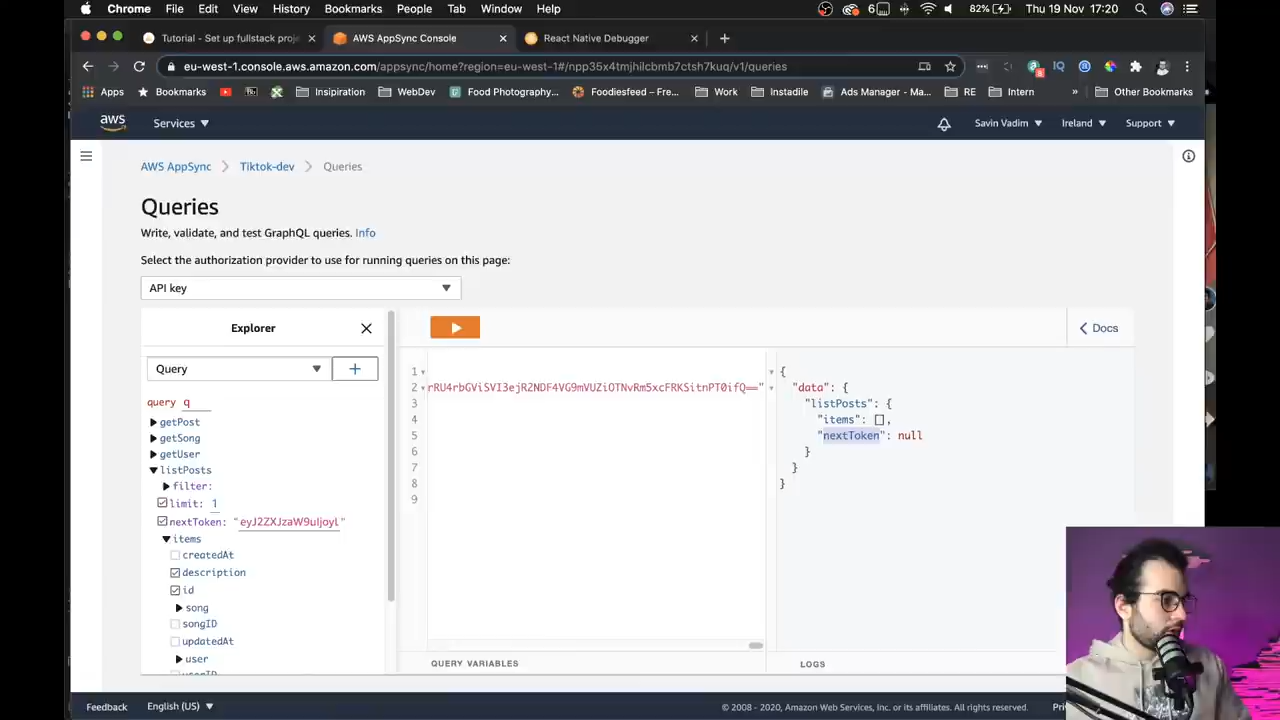 Chrome File Edit View History Bookmarks People Tab Window Help 6 82% Thu 19 Nov 17:20
Tutorial - Set up fullstack proje × AWS AppSync Console × React Native Debugger × +
eu-west-1.console.aws.amazon.com/appsync/home?region=eu-west-1#/npp35x4tmjhilcbmb7ctsh7kuq/v1/queries
Apps Bookmarks Inspiration WebDev Food Photography... Foodiesfeed – Fre... Work Instadile Ads Manager - Ma... RE Intern » Other Bookmarks
aws Services Savin Vadim Ireland Support
AWS AppSync Tiktok-dev Queries
Queries
Write, validate, and test GraphQL queries. Info
Select the authorization provider to use for running queries on this page:
API key
Explorer
Docs
Query
query q
getPost
getSong
getUser
listPosts
filter:
limit: 1
nextToken: "eyJ2ZXJzaW9uIjoyL"
items
createdAt
description
id
song
songID
updatedAt
user
1
2
3
4
5
6
7
8
9
{
"data": {
"listPosts": {
"items": [],
"nextToken": null
}
}
}
QUERY VARIABLES LOGS
Feedback English (US) © 2008 - 2020, Amazon Web Services, Inc. or its affiliates. All rights reserved.